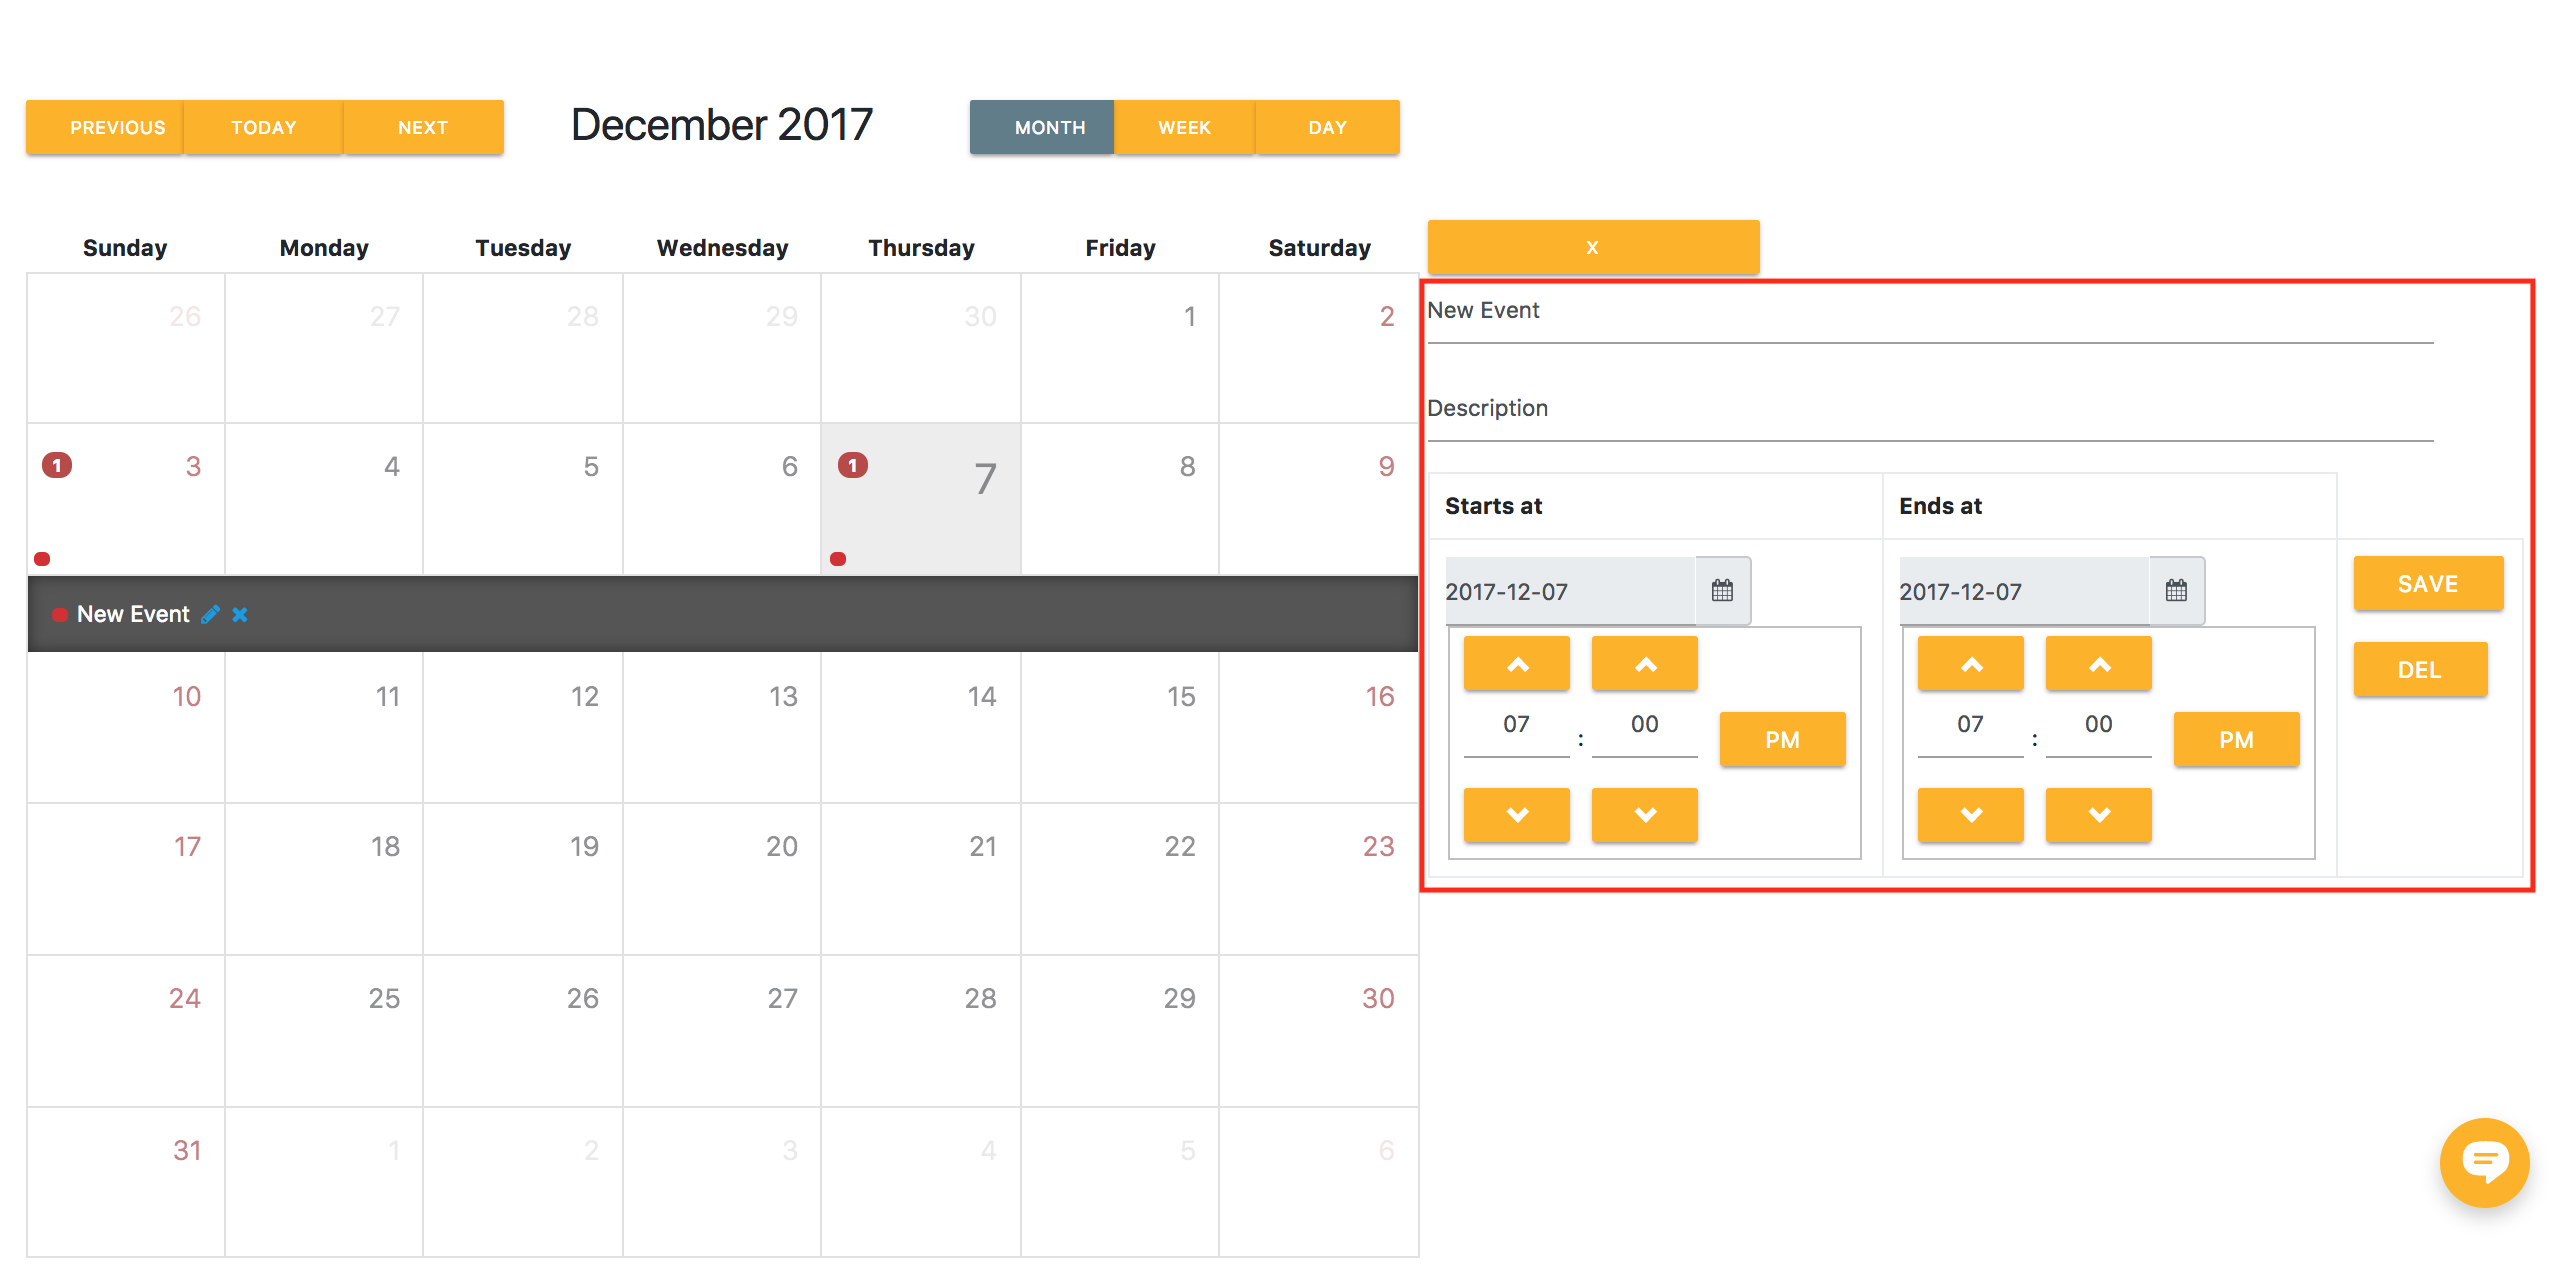 PREVIOUS TODAY NEXT December 2017 MONTH WEEK DAY
Sunday Monday Tuesday Wednesday Thursday Friday Saturday
26 27 28 29 30 1 2
1 3 4 5 6 1 7 8 9
New Event
10 11 12 13 14 15 16
17 18 19 20 21 22 23
24 25 26 27 28 29 30
31 1 2 3 4 5 6
X
New Event
Description
Starts at Ends at
2017-12-07 2017-12-07 SAVE
DEL
07 : 00 PM 07 : 00 PM